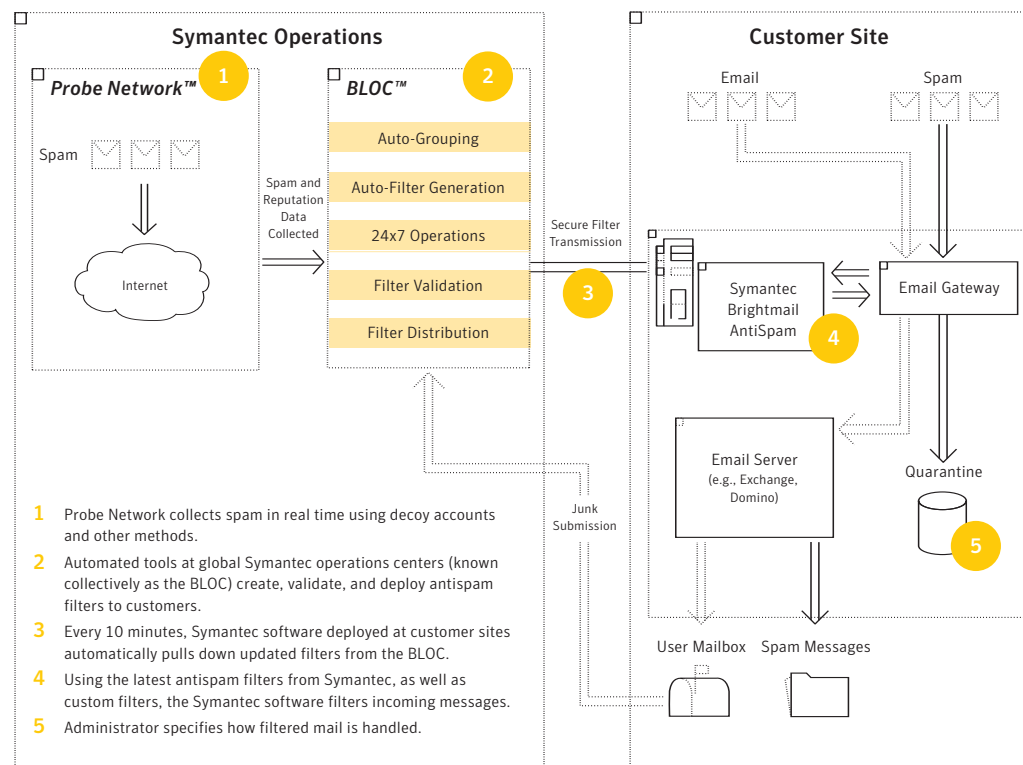 Symantec Operations
Probe Network™
1
Spam
Internet
Spam and
Reputation
Data
Collected
BLOC™
2
Auto-Grouping
Auto-Filter Generation
24x7 Operations
Filter Validation
Filter Distribution
Secure Filter
Transmission
3
Customer Site
Email
Spam
Symantec
Brightmail
AntiSpam
4
Email Gateway
Email Server
(e.g., Exchange,
Domino)
Quarantine
5
Junk
Submission
User Mailbox
Spam Messages
1 Probe Network collects spam in real time using decoy accounts
and other methods.
2 Automated tools at global Symantec operations centers (known
collectively as the BLOC) create, validate, and deploy antispam
filters to customers.
3 Every 10 minutes, Symantec software deployed at customer sites
automatically pulls down updated filters from the BLOC.
4 Using the latest antispam filters from Symantec, as well as
custom filters, the Symantec software filters incoming messages.
5 Administrator specifies how filtered mail is handled.